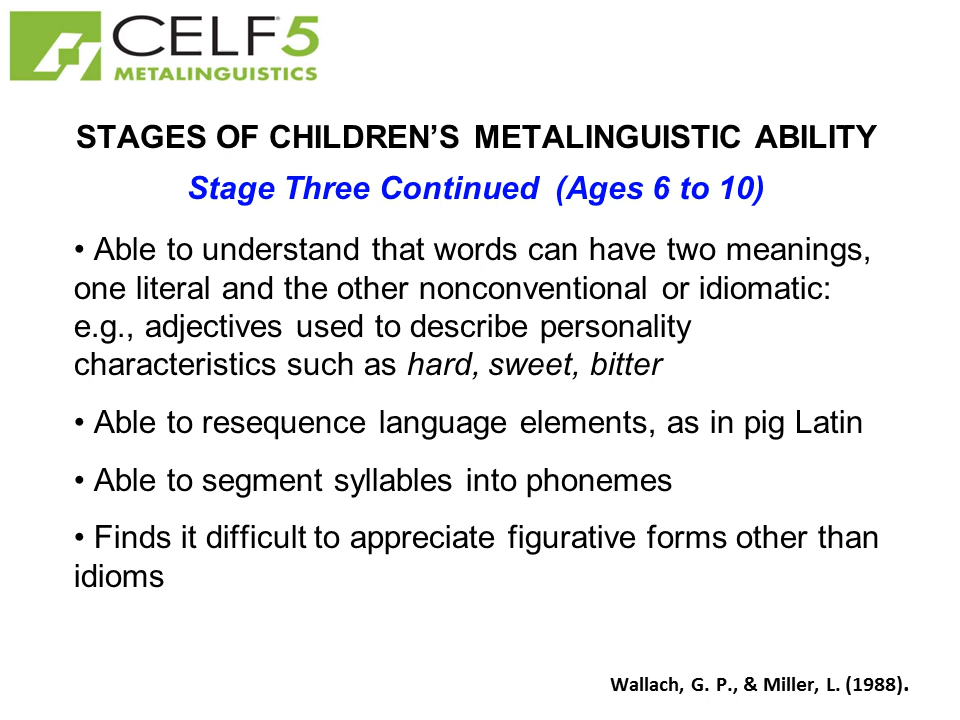 CELF 5
METALINGUISTICS
STAGES OF CHILDREN’S METALINGUISTIC ABILITY
Stage Three Continued (Ages 6 to 10)
• Able to understand that words can have two meanings,
one literal and the other nonconventional or idiomatic:
e.g., adjectives used to describe personality
characteristics such as hard, sweet, bitter
• Able to resequence language elements, as in pig Latin
• Able to segment syllables into phonemes
• Finds it difficult to appreciate figurative forms other than
idioms
Wallach, G. P., & Miller, L. (1988).